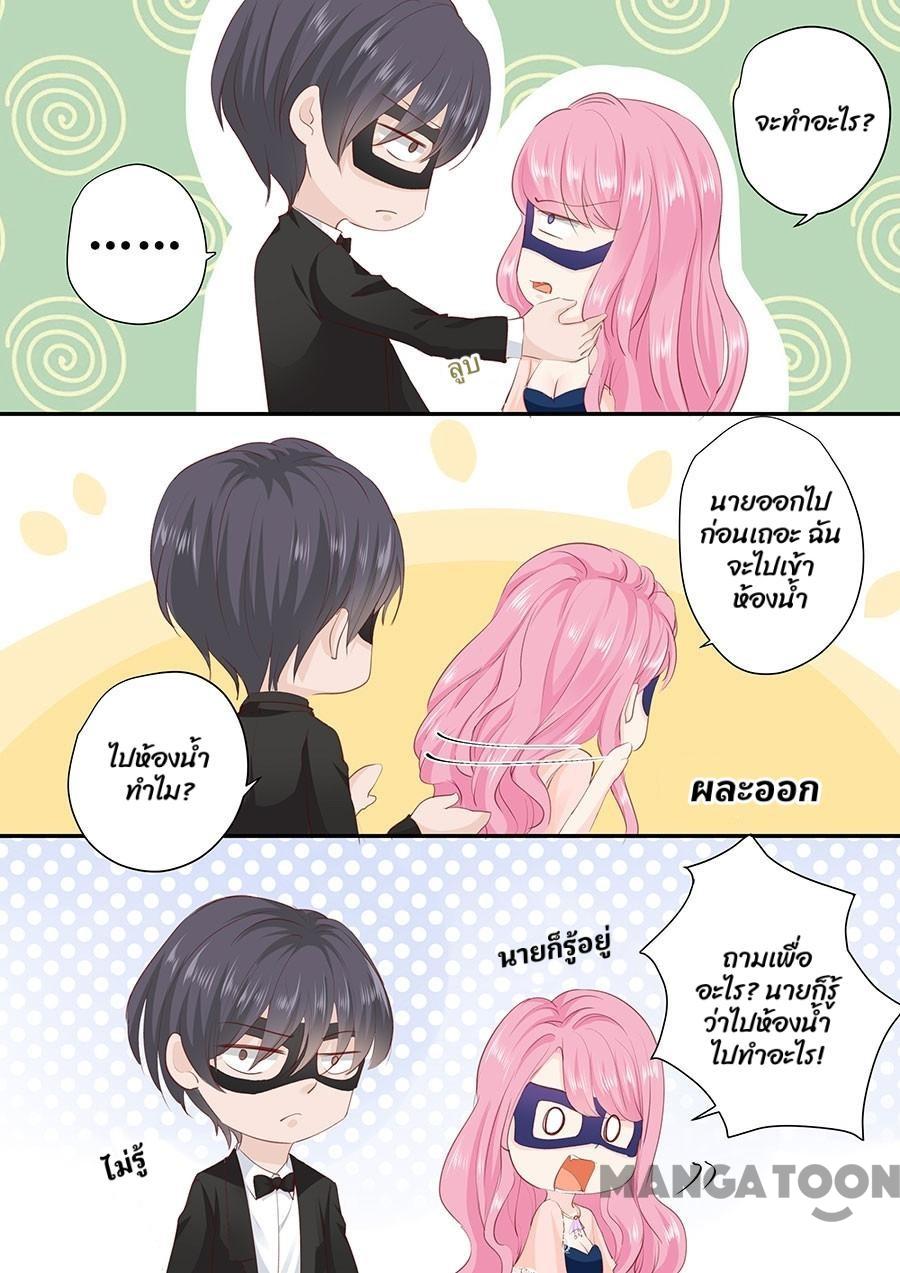 จะทำอะไร?
......
ลูบ
นายออกไป
ก่อนเถอะ ฉัน
จะไปเข้า
ห้องน้ำ
ไปห้องน้ำ
ทำไม?
ผละออก
นายก็รู้อยู่
ถามเพื่อ
อะไร? นายก็รู้
ว่าไปห้องน้ำ
ไปทำอะไร!
ไม่รู้
MANGATOON